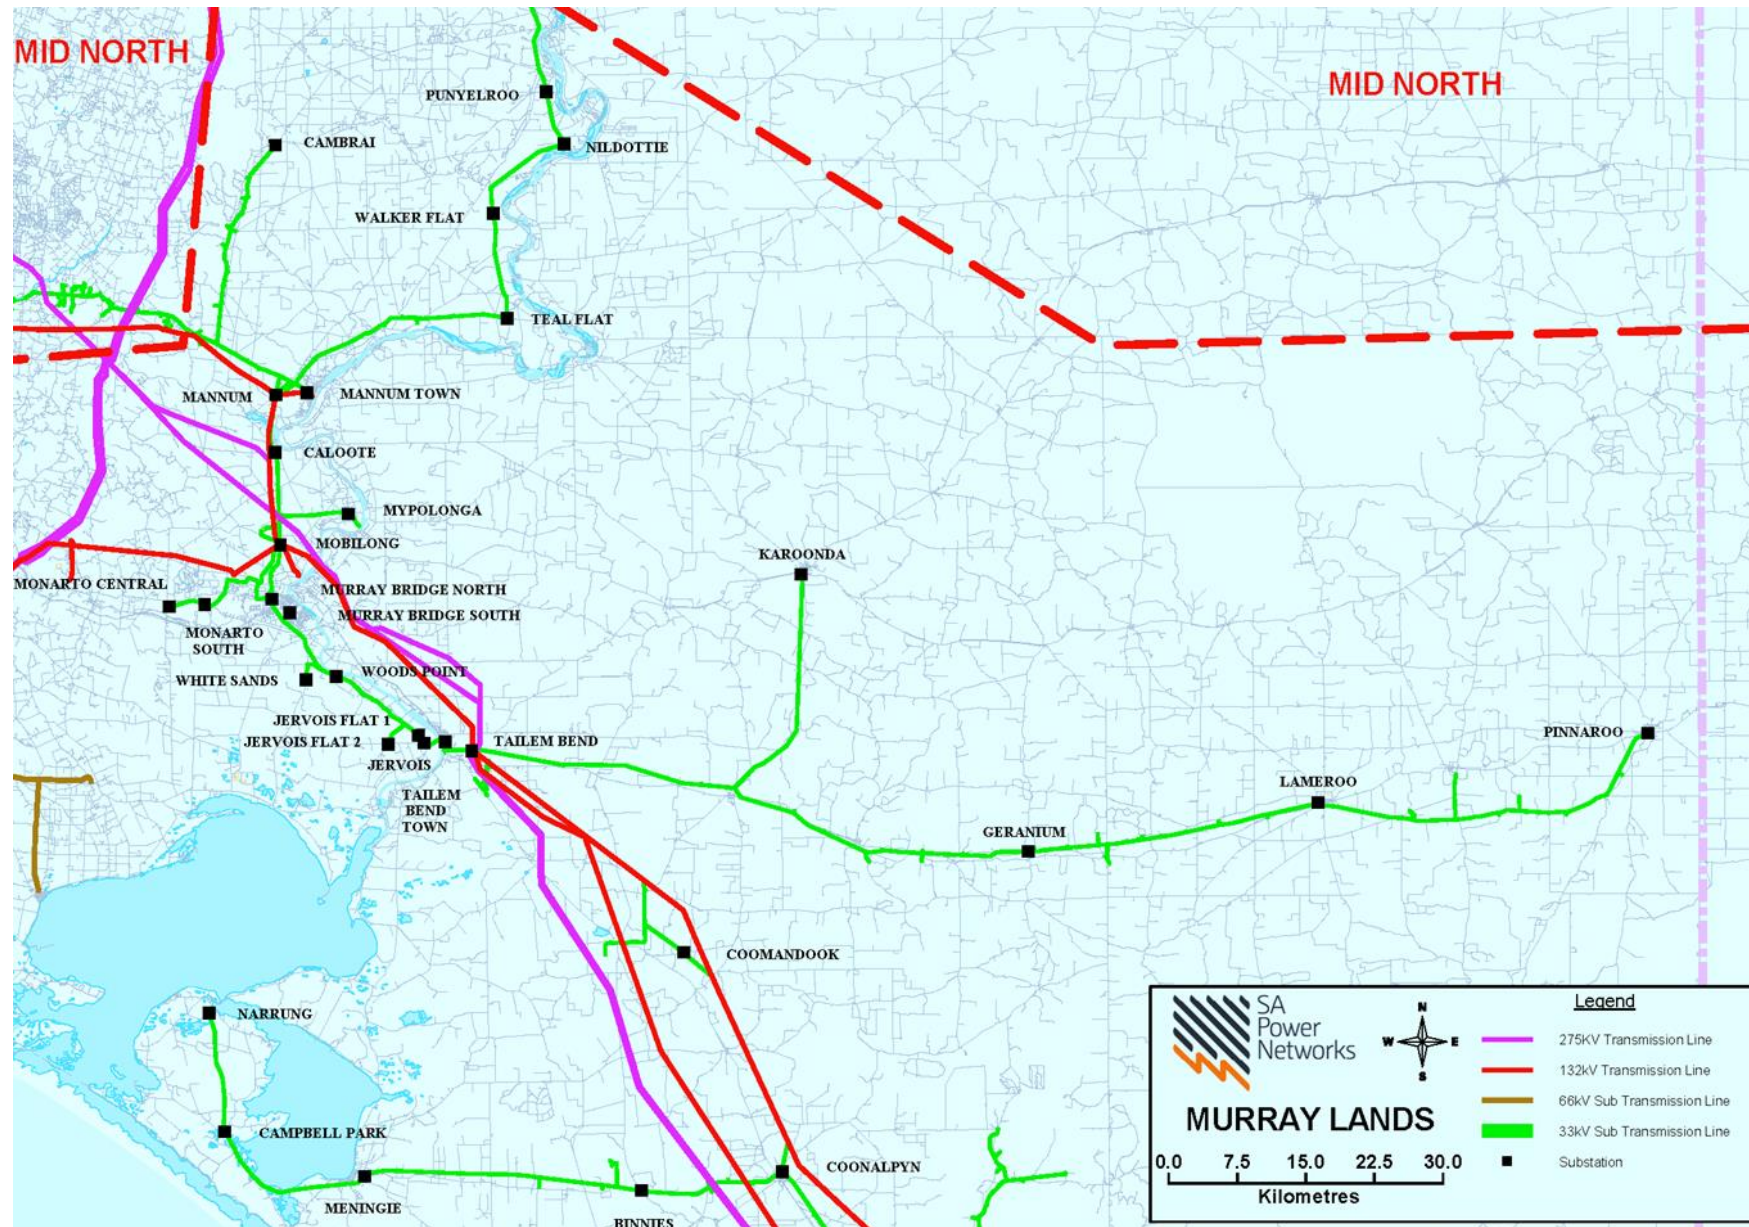 MID NORTH
MID NORTH
PUNYELROO
CAMBRAI
NILDOTTIE
WALKER FLAT
TEAL FLAT
MANNUM
MANNUM TOWN
CALOOTE
MYPOLONGA
MOBILONG
KAROONDA
MONARTO CENTRAL
MURRAY BRIDGE NORTH
MURRAY BRIDGE SOUTH
MONARTO
SOUTH
WOODS POINT
WHITE SANDS
JERVOIS FLAT 1
JERVOIS FLAT 2
TAILEM BEND
JERVOIS
PINNAROO
LAMEROO
TAILEM
BEND
TOWN
GERANIUM
COOMANDOOK
NARRUNG
CAMPBELL PARK
COONALPYN
MENINGIE
BINNIES
SA
Power
Networks
N
W
E
S
Legend
275KV Transmission Line
132kV Transmission Line
66kV Sub Transmission Line
33kV Sub Transmission Line
Substation
MURRAY LANDS
0.0 7.5 15.0 22.5 30.0
Kilometres